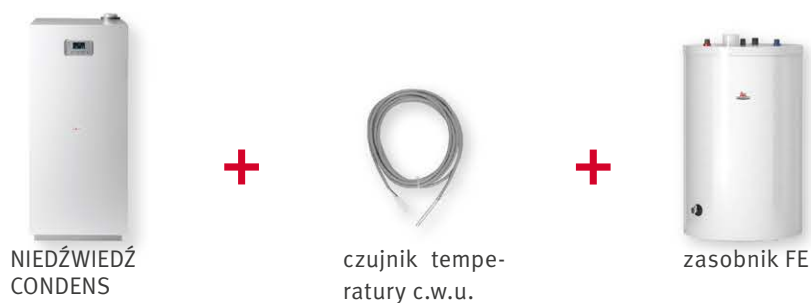 NIEDŹWIEDŹ
CONDENS
czujnik tempe-
ratury c.w.u.
zasobnik FE